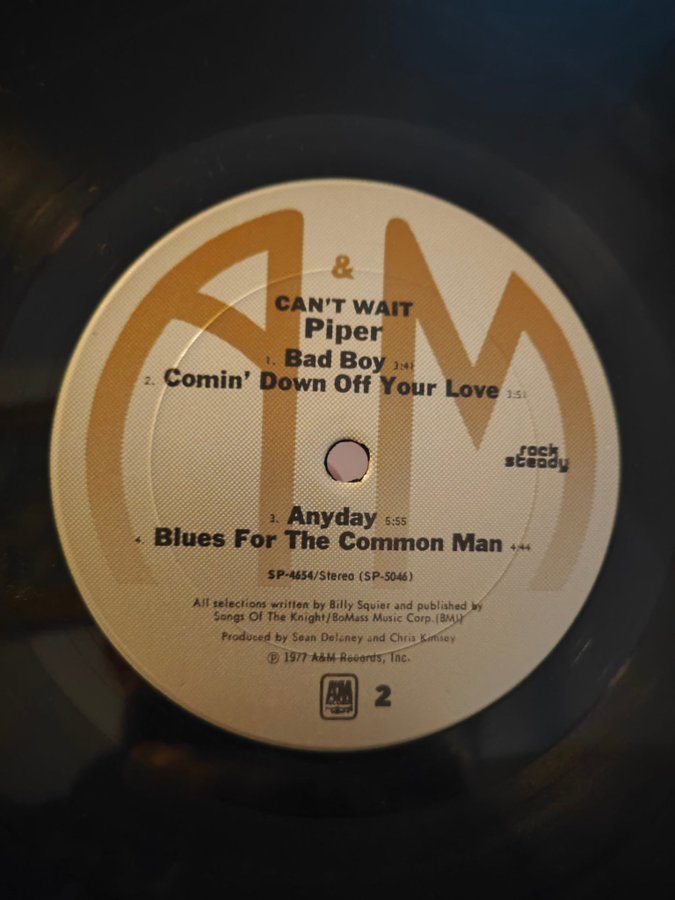 A&M
CAN'T WAIT
Piper
1. Bad Boy 3:41
2. Comin' Down Off Your Love 3:51
rock
steady
3. Anyday 5:55
4. Blues For The Common Man 4:44
SP-4654/Stereo (SP-5046)
All selections written by Billy Squier and published by
Songs Of The Knight/BoMass Music Corp.(BMI)
Produced by Sean Delaney and Chris Kimsey
℗ 1977 A&M Records, Inc.
A&M
2